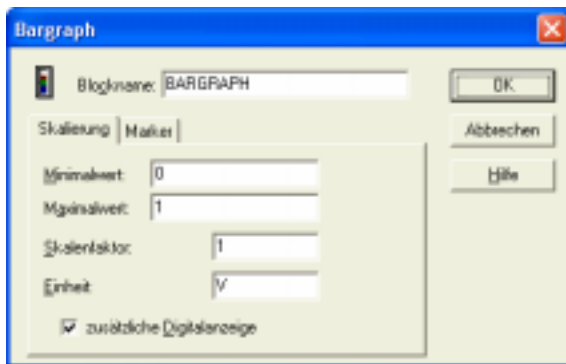 Bargraph
Blockname: BARGRAPH
OK
Skalierung Marker
Abbrechen
Minimalwert: 0
Hilfe
Maximalwert: 1
Skalenfaktor: 1
Einheit: V
zusätzliche Digitalanzeige